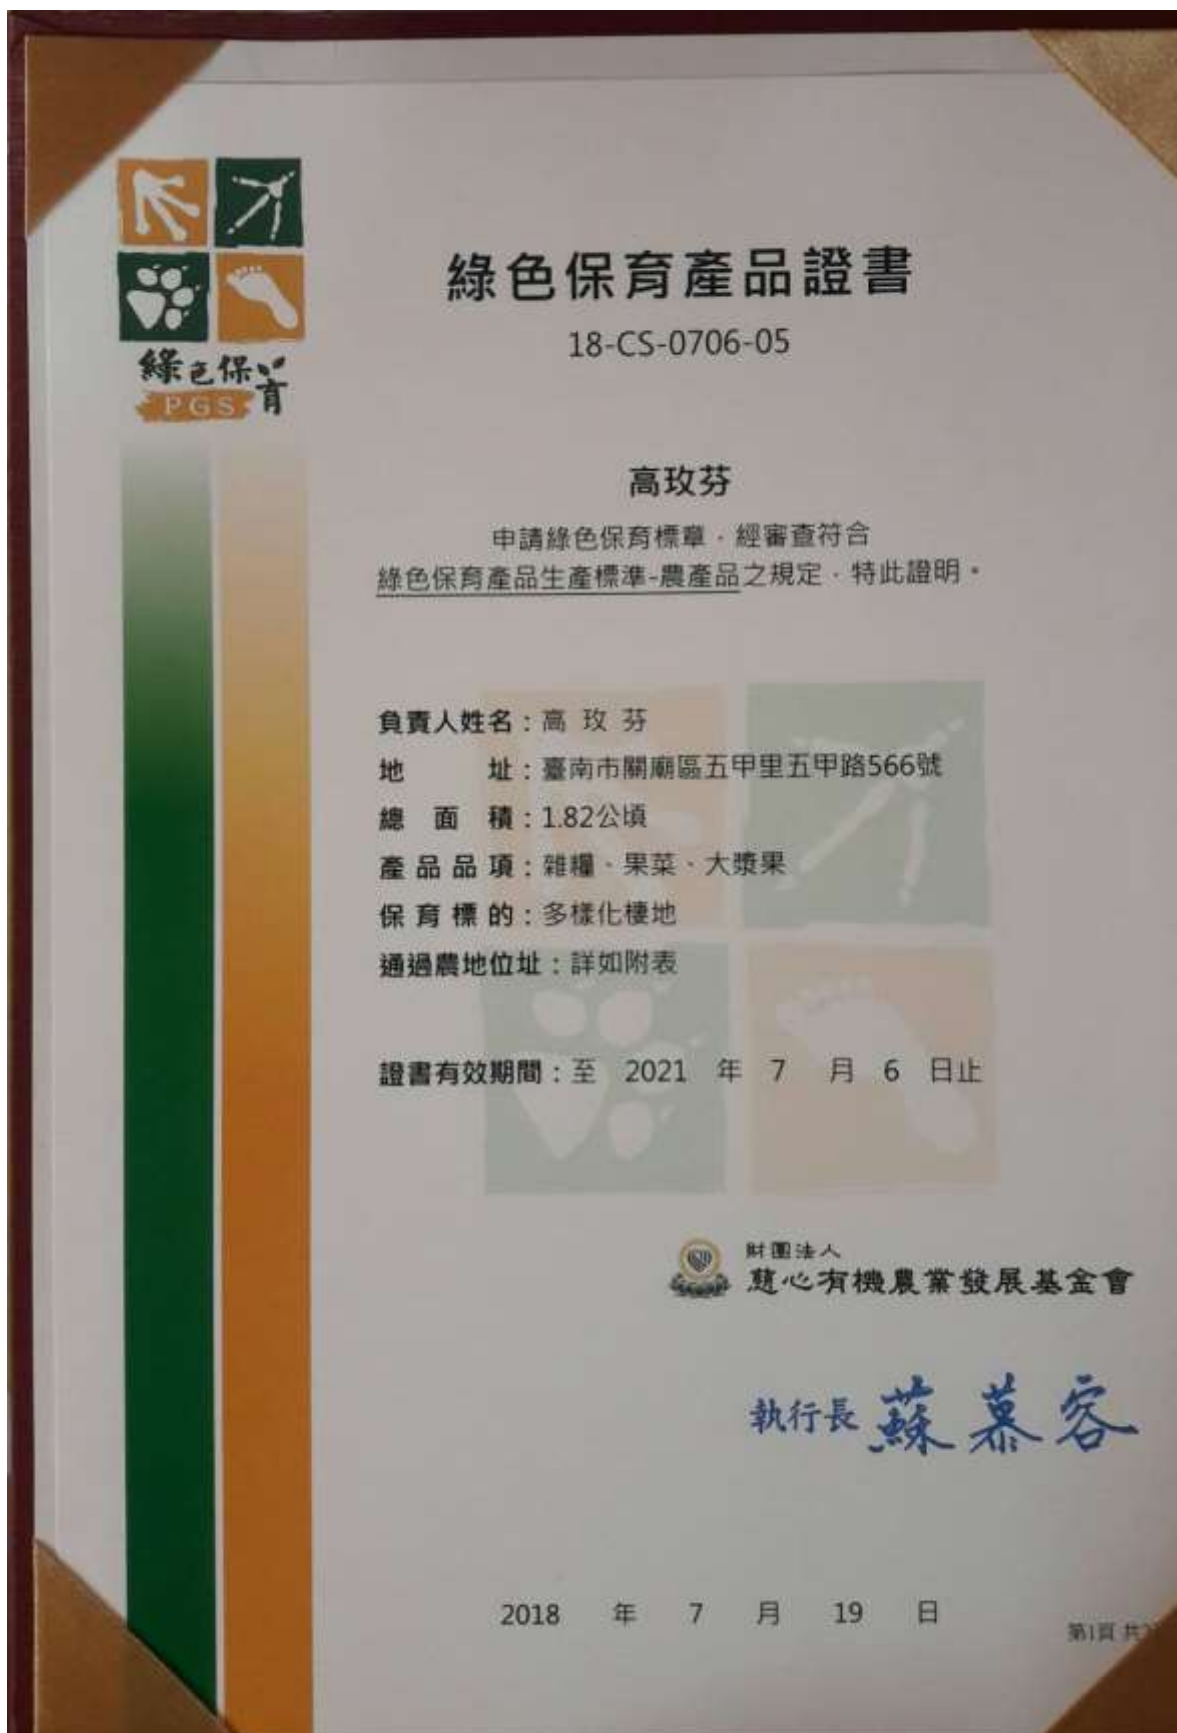 綠色保育
PGS
綠色保育產品證書
18-CS-0706-05
高玫芬
申請綠色保育標章，經審查符合
綠色保育產品生產標準-農產品之規定，特此證明。
負責人姓名：高 玫 芬
地 址：臺南市關廟區五甲里五甲路566號
總 面 積：1.82公頃
產 品 品 項：雜糧、果菜、大漿果
保 育 標 的：多樣化棲地
通過農地位址：詳如附表
證書有效期間：至 2021 年 7 月 6 日止
財團法人
慈心有機農業發展基金會
執行長 蘇慕容
2018 年 7 月 19 日
第1頁 共